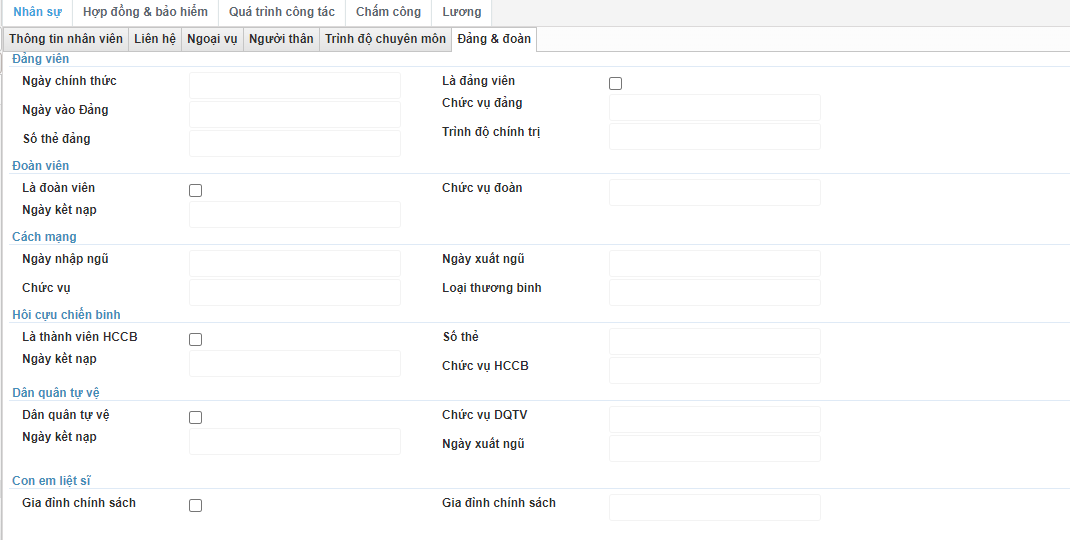 Nhân sự Hợp đồng & bảo hiểm Quá trình công tác Chấm công Lương
Thông tin nhân viên Liên hệ Ngoại vụ Người thân Trình độ chuyên môn Đảng & đoàn
Đảng viên
Ngày chính thức Là đảng viên
Ngày vào Đảng Chức vụ đảng
Số thẻ đảng Trình độ chính trị
Đoàn viên
Là đoàn viên Chức vụ đoàn
Ngày kết nạp
Cách mạng
Ngày nhập ngũ Ngày xuất ngũ
Chức vụ Loại thương binh
Hôi cựu chiến binh
Là thành viên HCCB Số thẻ
Ngày kết nạp Chức vụ HCCB
Dân quân tự vệ
Dân quân tự vệ Chức vụ DQTV
Ngày kết nạp Ngày xuất ngũ
Con em liệt sĩ
Gia đình chính sách Gia đình chính sách